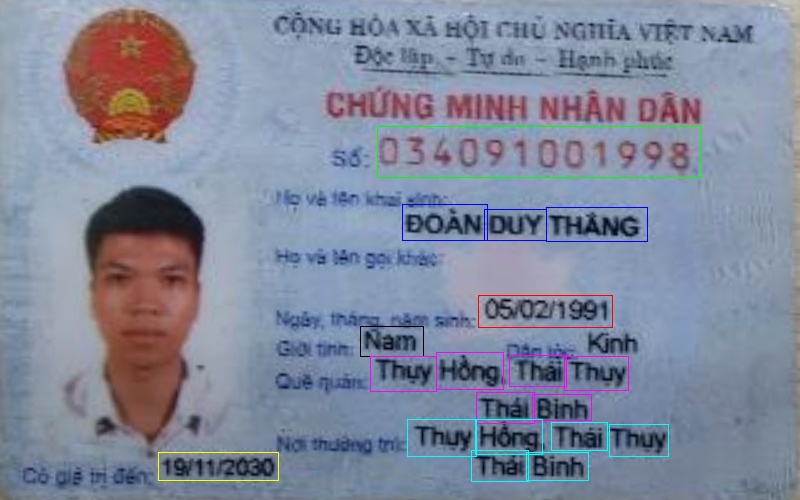 CỘNG HÒA XÃ HỘI CHỦ NGHĨA VIỆT NAM
Độc lập - Tự do - Hạnh phúc
CHỨNG MINH NHÂN DÂN
Số: 034091001998
Họ và tên khai sinh:
ĐOÀN DUY THĂNG
Họ và tên gọi khác:
Ngày, tháng, năm sinh: 05/02/1991
Giới tính: Nam Dân tộc: Kinh
Quê quán: Thụy Hồng, Thái Thụy
Thái Bình
Nơi thường trú: Thụy Hồng, Thái Thụy
Thái Bình
Có giá trị đến: 19/11/2030